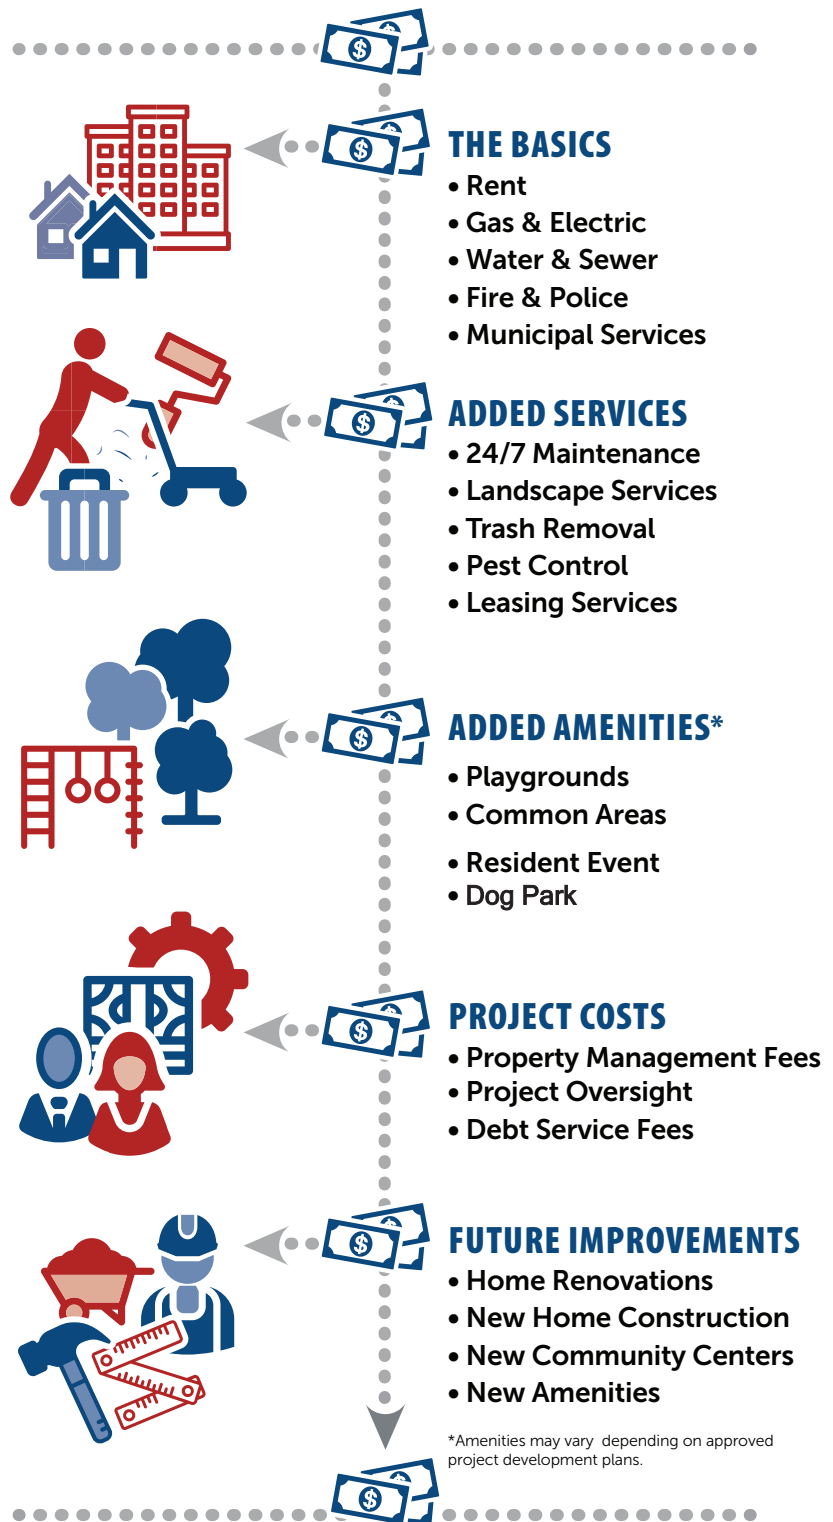 THE BASICS
• Rent
• Gas & Electric
• Water & Sewer
• Fire & Police
• Municipal Services
ADDED SERVICES
• 24/7 Maintenance
• Landscape Services
• Trash Removal
• Pest Control
• Leasing Services
ADDED AMENITIES*
• Playgrounds
• Common Areas
• Resident Event
• Dog Park
PROJECT COSTS
• Property Management Fees
• Project Oversight
• Debt Service Fees
FUTURE IMPROVEMENTS
• Home Renovations
• New Home Construction
• New Community Centers
• New Amenities
*Amenities may vary depending on approved
project development plans.